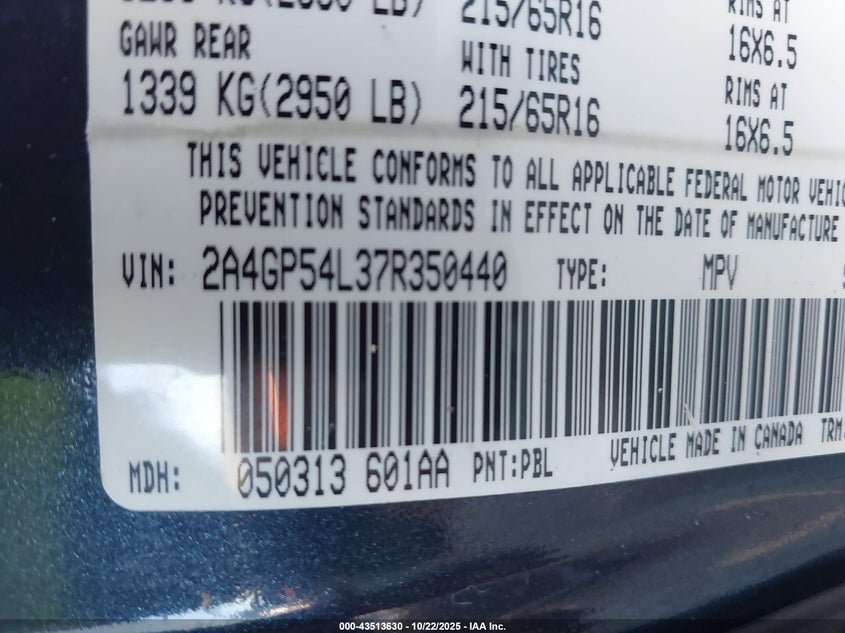 215/65R16
RIMS AT
GAWR REAR
WITH TIRES
16X6.5
1339 KG(2950 LB)
215/65R16
RIMS AT
16X6.5
THIS VEHICLE CONFORMS TO ALL APPLICABLE FEDERAL MOTOR
PREVENTION STANDARDS IN EFFECT ON THE DATE OF MANUFACTURE
VIN: 2A4GP54L37R350440 TYPE: MPV
MDH: 050313 601AA PNT:PBL VEHICLE MADE IN CANADA
000-43513630 - 10/22/2025 - IAA Inc.